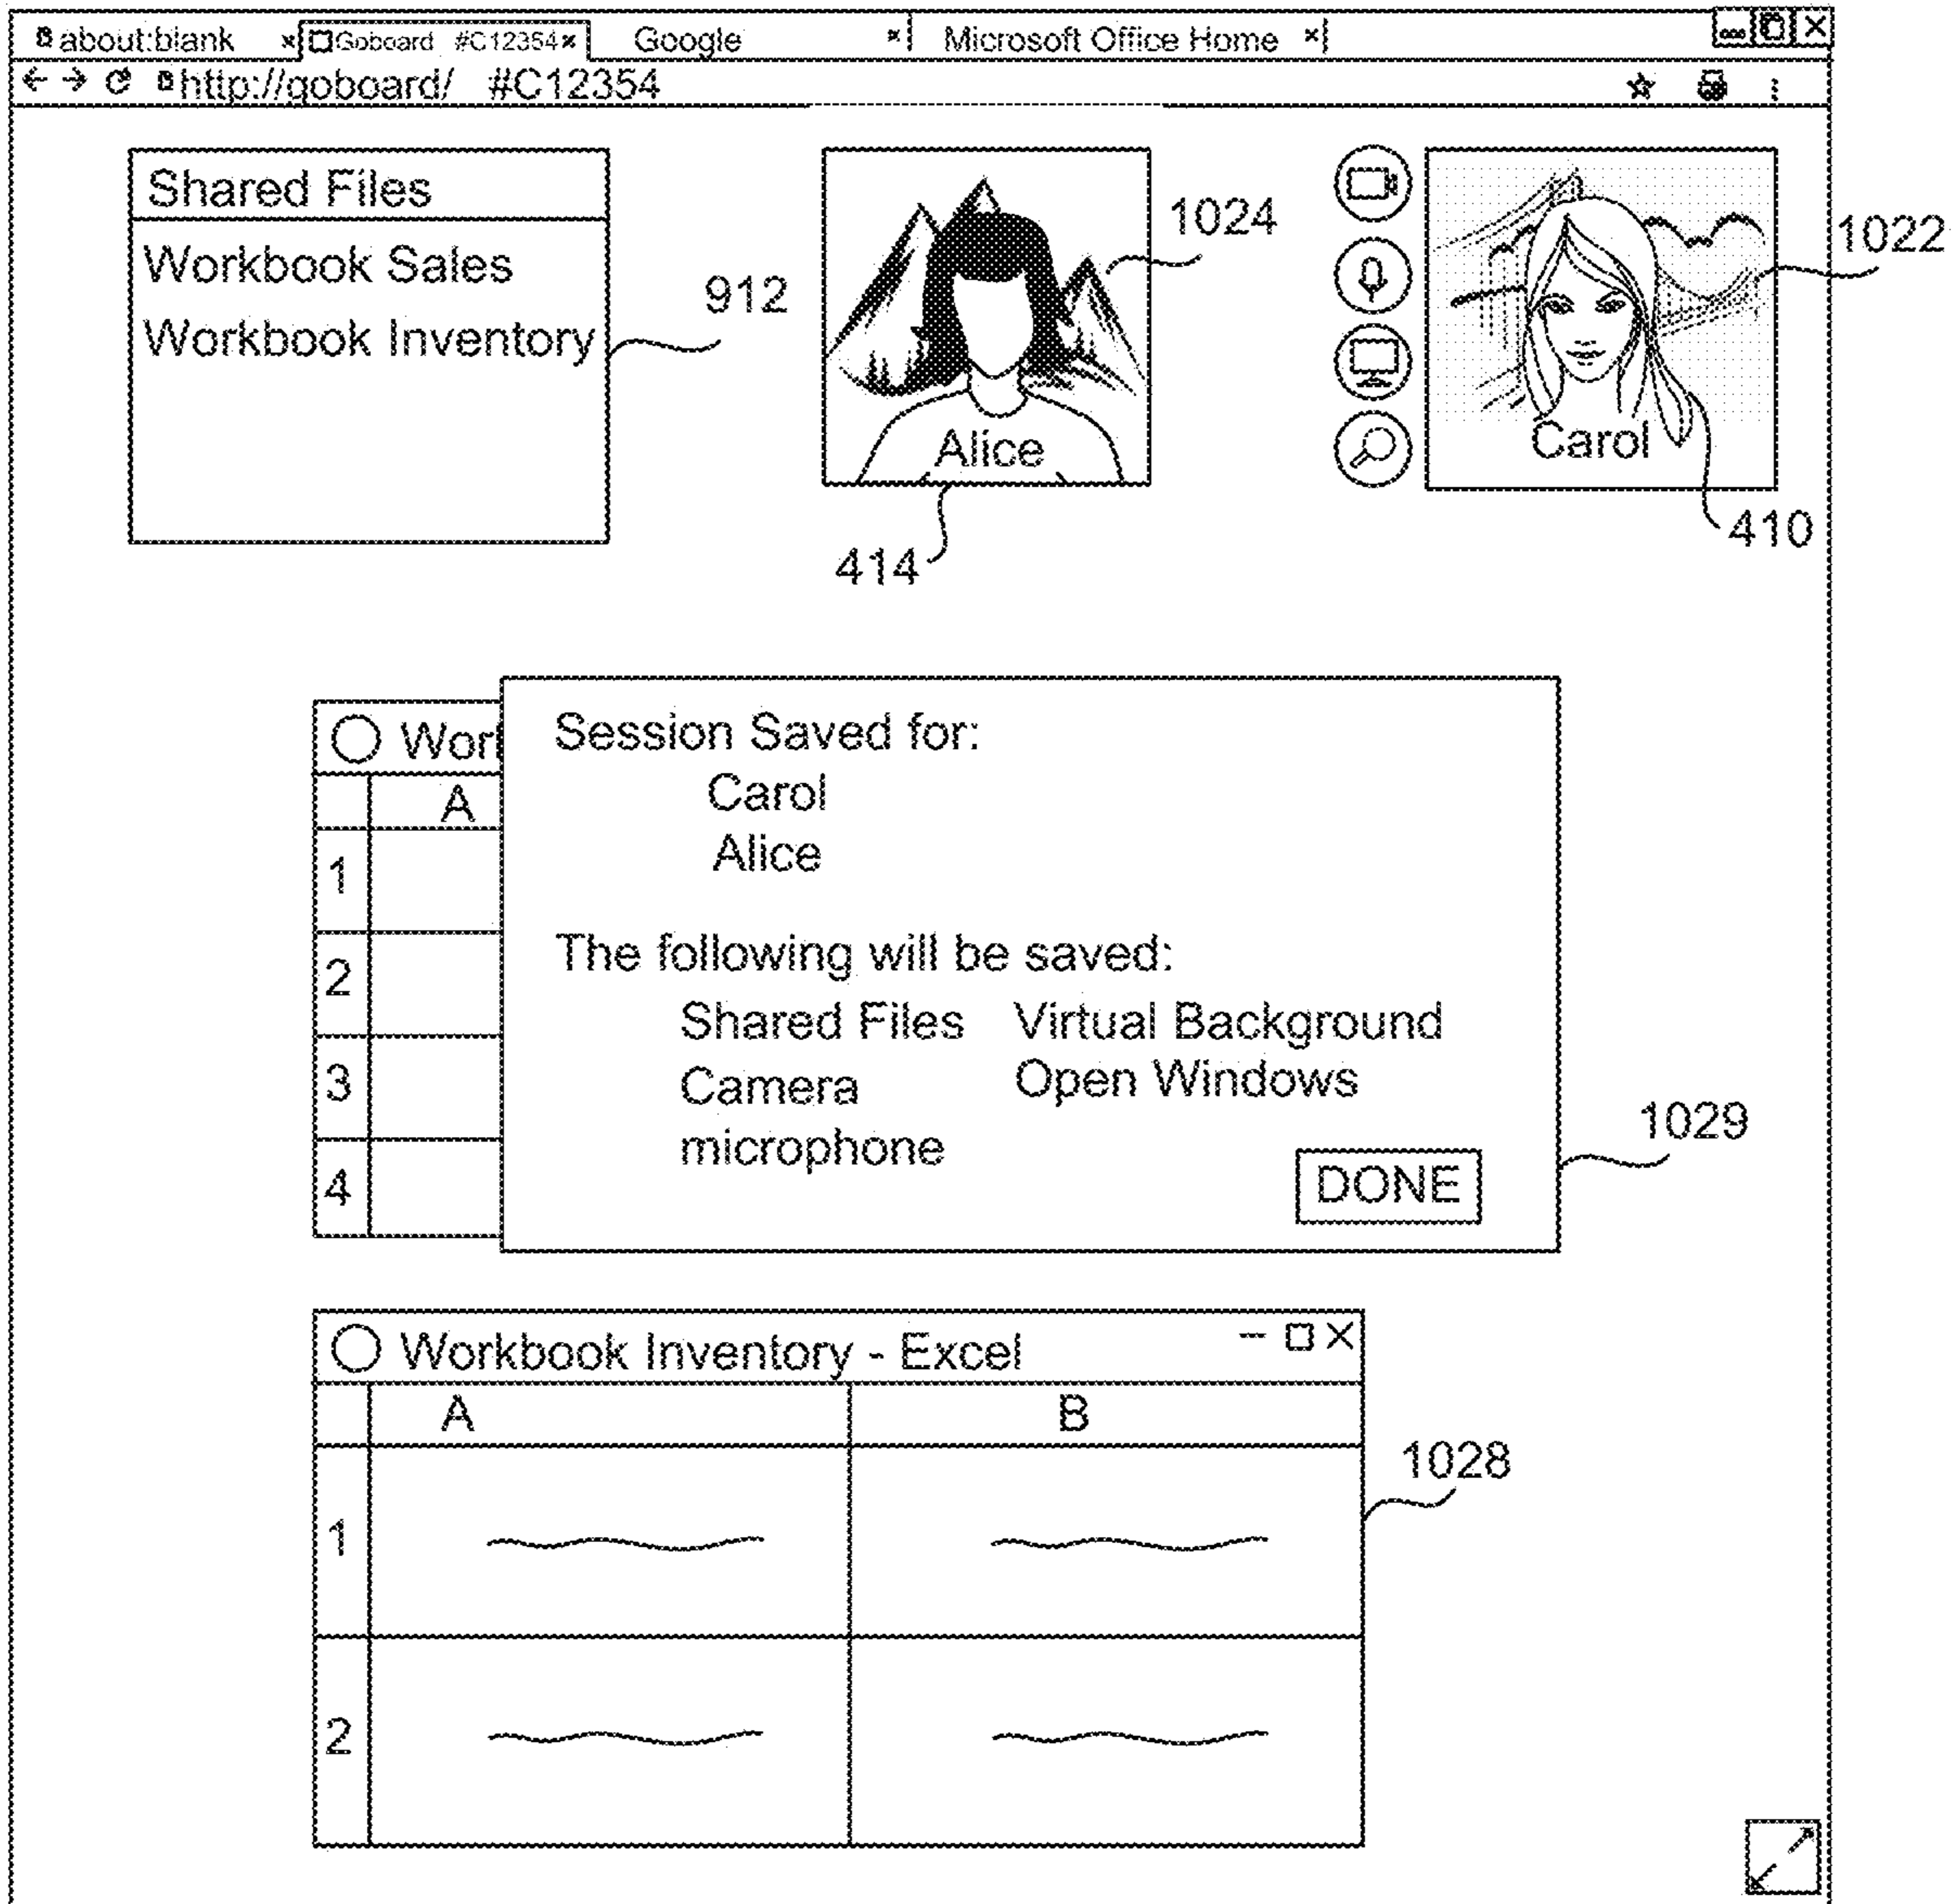 about:blank × Goboard #C12354× Google × Microsoft Office Home ×
http://goboard/ #C12354
Shared Files
Workbook Sales
Workbook Inventory
912
Alice
1024
414
Carol
1022
410
Session Saved for:
Carol
Alice
The following will be saved:
Shared Files Virtual Background
Camera Open Windows
microphone
DONE
1029
A
1
2
3
4
Workbook Inventory - Excel
A B
1
2
1028